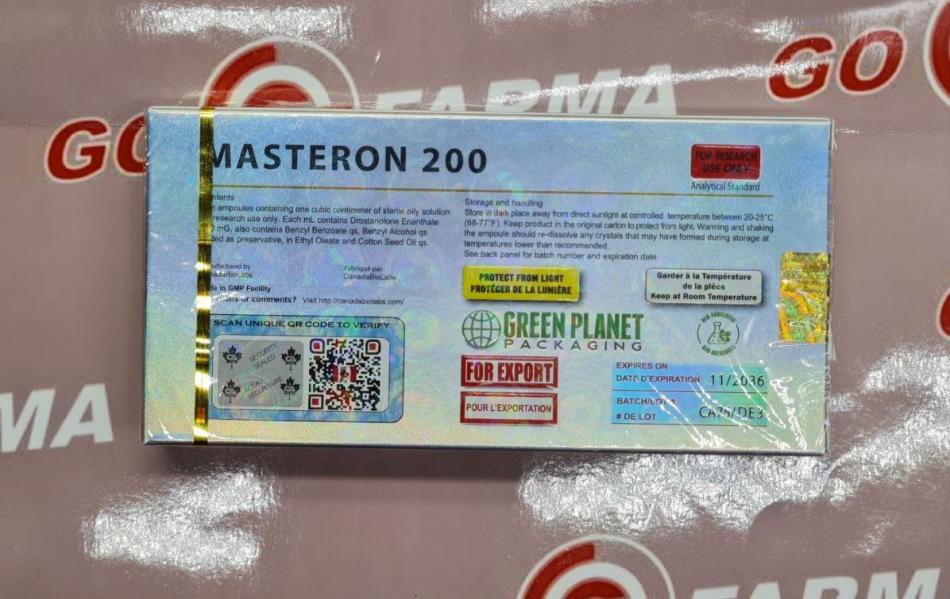 GO
FARMA
GO
MASTERON 200
FOR RESEARCH
USE ONLY
Analytical Standard
ampoules containing one cubic centimeter of sterile oily solution
research use only. Each mL contains Drostanolone Enanthate
mG, also contains Benzyl Benzoate qs, Benzyl Alcohol qs
as preservative, in Ethyl Oleate and Cotton Seed Oil qs.
Storage and handling
Store in dark place away from direct sunlight at controlled temperature between 20-25°C
(68-77°F). Keep product in the original carton to protect from light. Warming and shaking
the ampoule should re-dissolve any crystals that may have formed during storage at
temperatures lower than recommended.
See back panel for batch number and expiration date.
by
Fabriqué par
CanadaBioLabs
in GMP Facility
or comments? Visit http://canadabiolabs.com/
PROTECT FROM LIGHT
PROTÉGER DE LA LUMIÈRE
Garder à la Température
de la pièce
Keep at Room Temperature
SCAN UNIQUE QR CODE TO VERIFY
SECURITY
SEALED
GREEN PLANET
PACKAGING
FOR EXPORT
POUR L'EXPORTATION
EXPIRES ON
DATE D'EXPIRATION 11/2036
BATCH/LOT #
# DE LOT
MA
FARMA